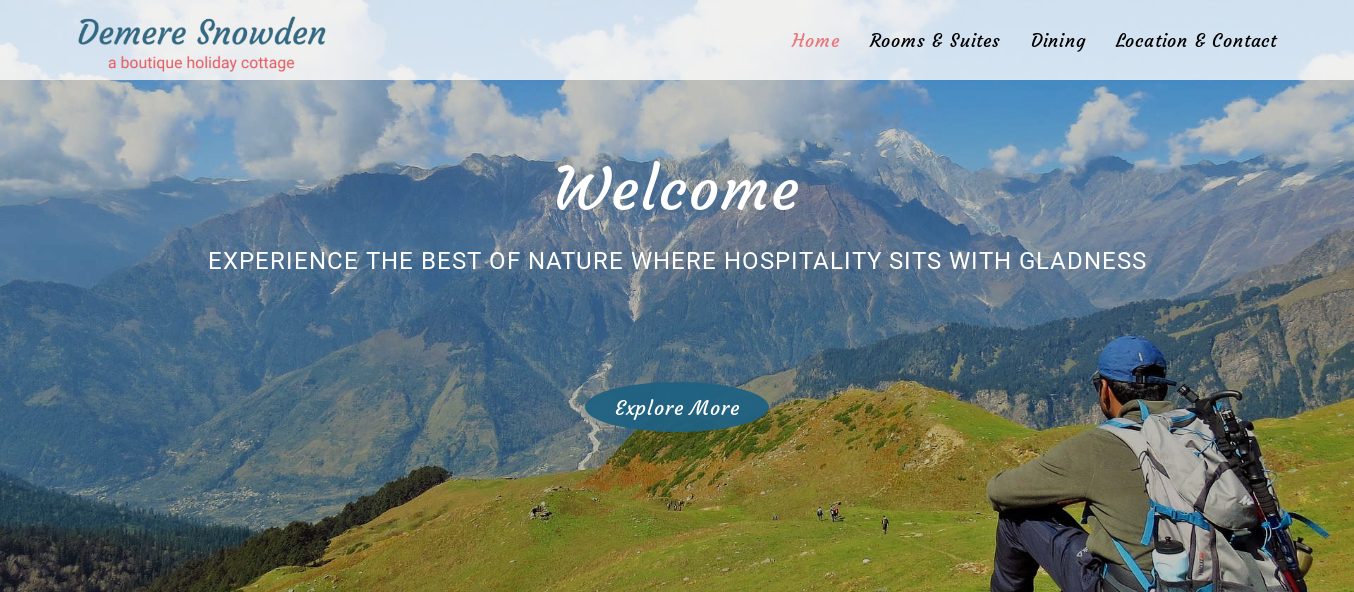 Demere Snowden
a boutique holiday cottage
Home Rooms & Suites Dining Location & Contact
Welcome
EXPERIENCE THE BEST OF NATURE WHERE HOSPITALITY SITS WITH GLADNESS
Explore More